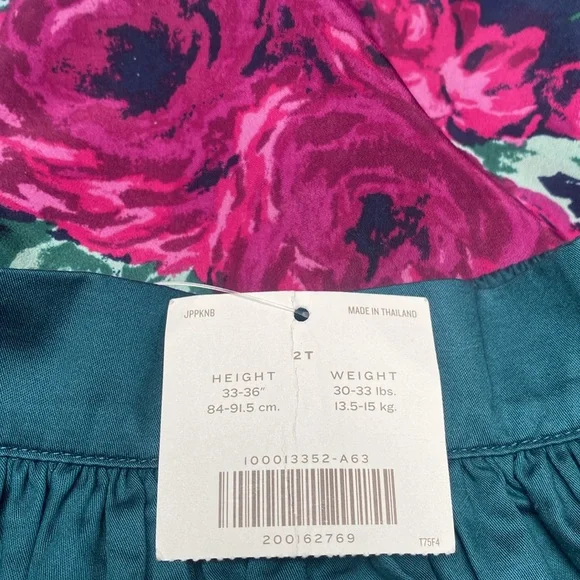 JPPKNB
MADE IN THAILAND
2T
HEIGHT
33-36"
84-91.5 cm.
WEIGHT
30-33 lbs.
13.5-15 kg.
100013352-A63
200162769
T75F4